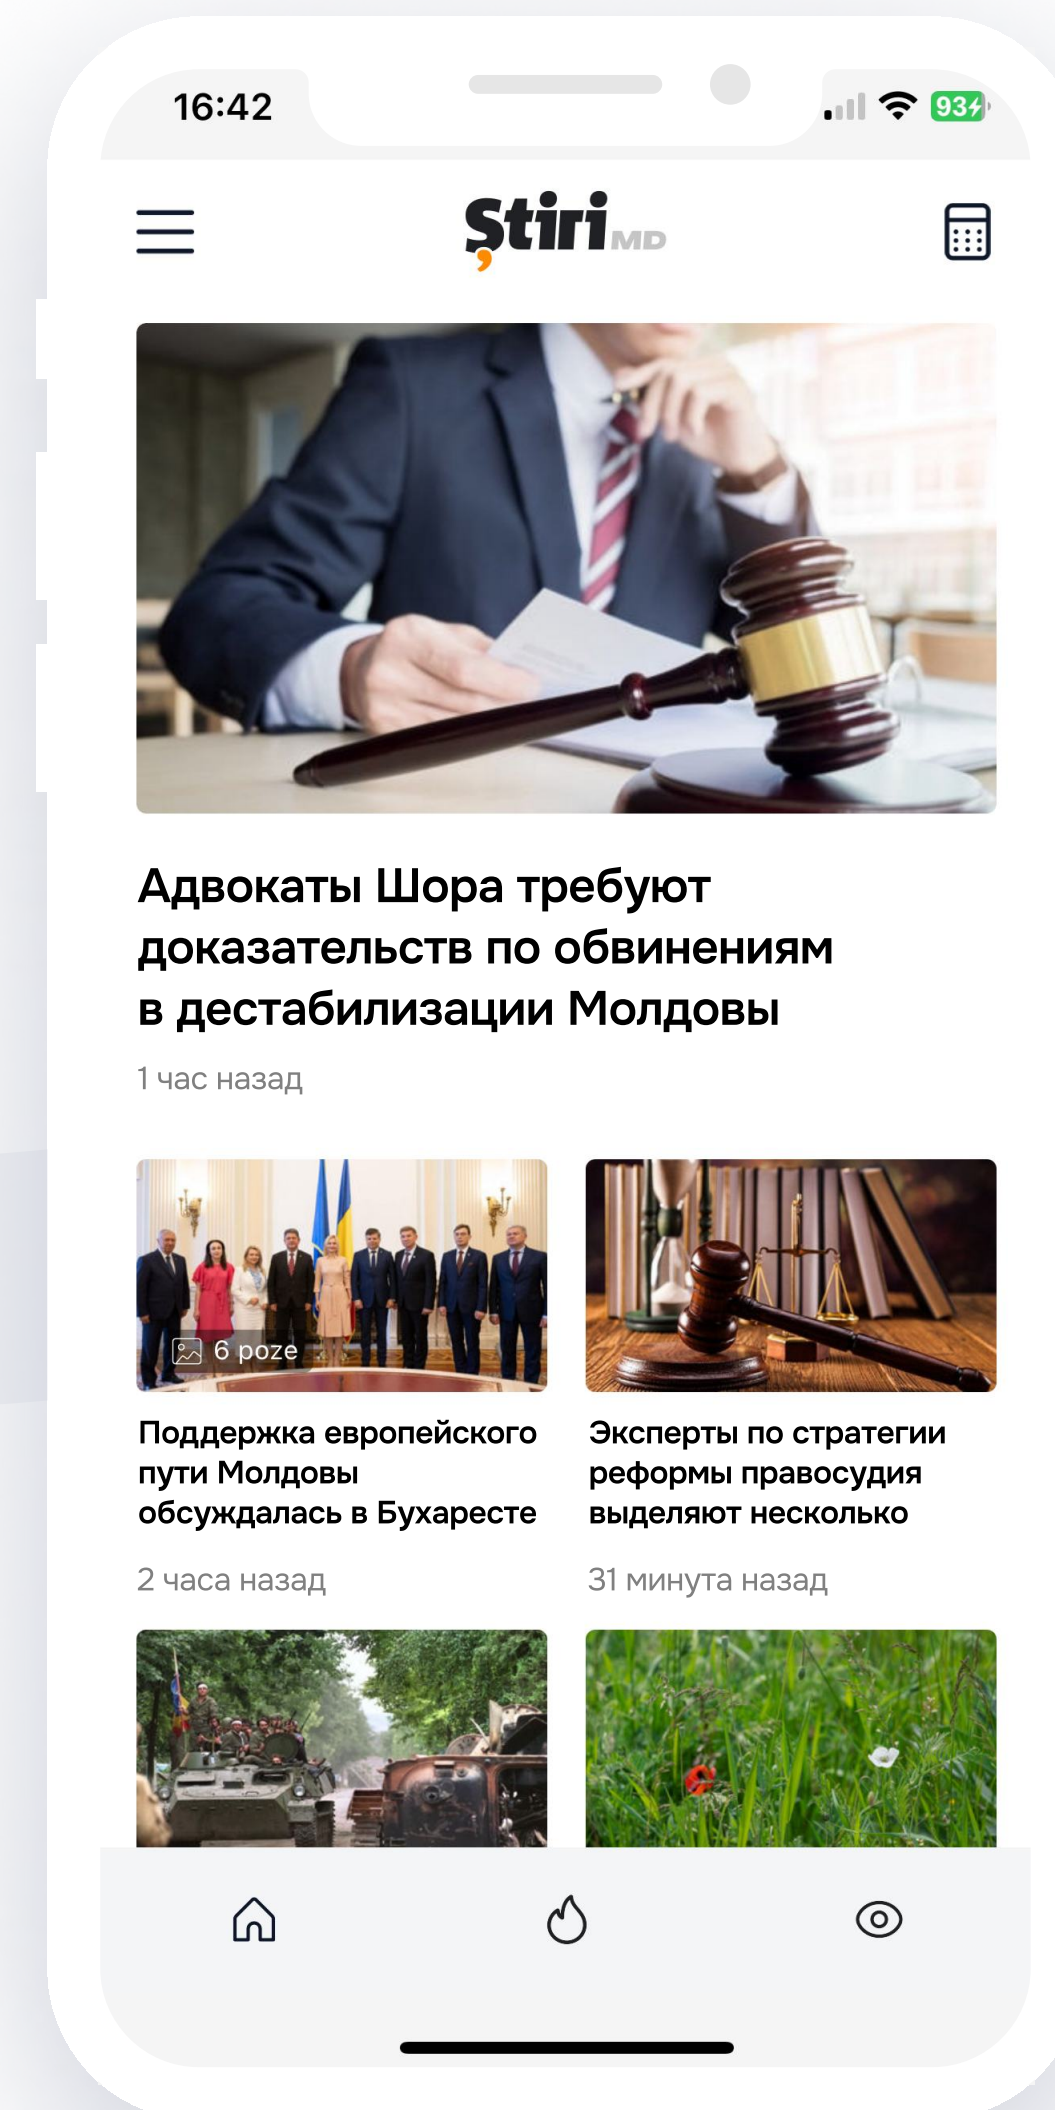 16:42
93
Știri MD
Адвокаты Шора требуют
доказательств по обвинениям
в дестабилизации Молдовы
1 час назад
6 poze
Поддержка европейского
пути Молдовы
обсуждалась в Бухаресте
2 часа назад
Эксперты по стратегии
реформы правосудия
выделяют несколько
31 минута назад